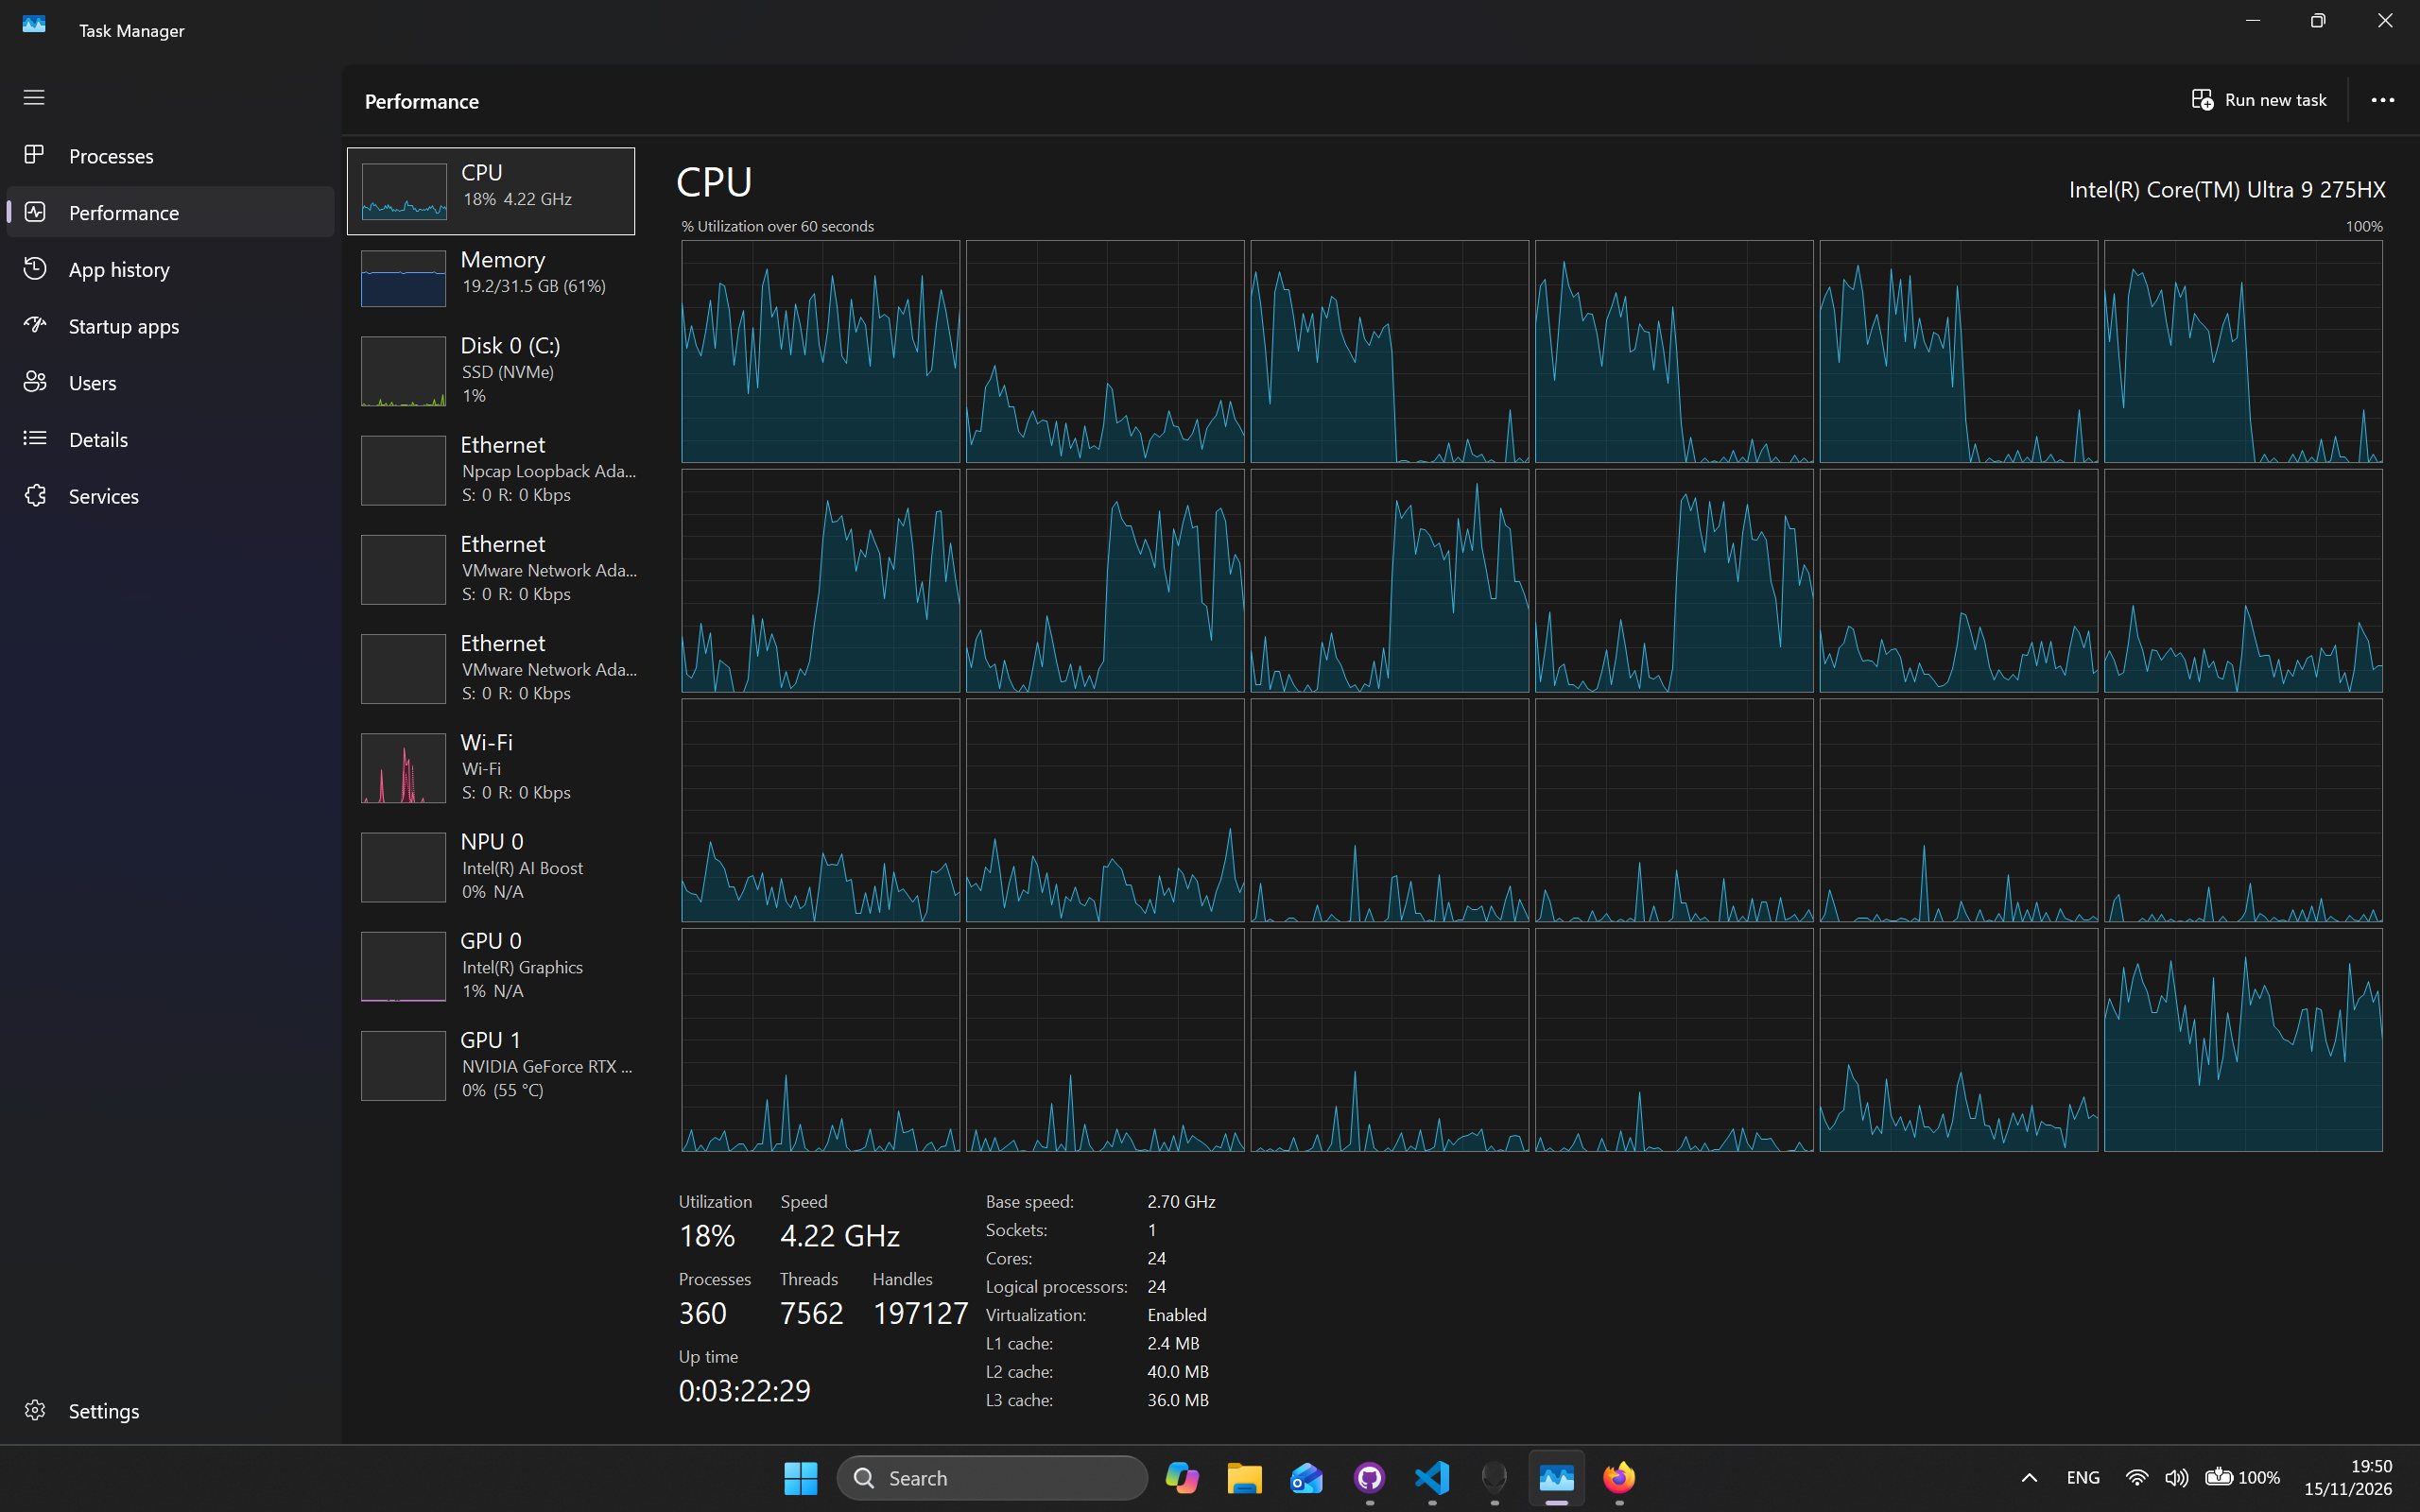 Task Manager
Performance
Run new task
Processes
Performance
App history
Startup apps
Users
Details
Services
Settings
CPU
18% 4.22 GHz
Memory
19.2/31.5 GB (61%)
Disk 0 (C:)
SSD (NVMe)
1%
Ethernet
Npcap Loopback Ada...
S: 0 R: 0 Kbps
Ethernet
VMware Network Ada...
S: 0 R: 0 Kbps
Ethernet
VMware Network Ada...
S: 0 R: 0 Kbps
Wi-Fi
Wi-Fi
S: 0 R: 0 Kbps
NPU 0
Intel(R) AI Boost
0% N/A
GPU 0
Intel(R) Graphics
1% N/A
GPU 1
NVIDIA GeForce RTX ...
0% (55 °C)
CPU
Intel(R) Core(TM) Ultra 9 275HX
% Utilization over 60 seconds
100%
Utilization Speed
18% 4.22 GHz
Processes Threads Handles
360 7562 197127
Up time
0:03:22:29
Base speed: 2.70 GHz
Sockets: 1
Cores: 24
Logical processors: 24
Virtualization: Enabled
L1 cache: 2.4 MB
L2 cache: 40.0 MB
L3 cache: 36.0 MB
Search
ENG
100%
19:50
15/11/2026